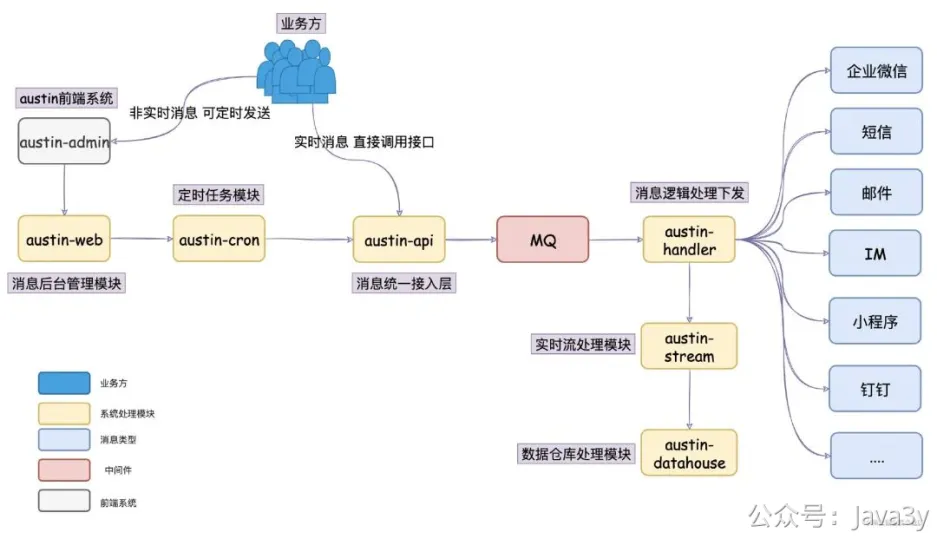 业务方
austin前端系统
非实时消息 可定时发送
austin-admin
实时消息 直接调用接口
定时任务模块
消息逻辑处理下发
austin-web
austin-cron
austin-api
MQ
austin-
handler
消息后台管理模块
消息统一接入层
企业微信
短信
邮件
IM
小程序
钉钉
....
实时流处理模块
austin-
stream
数据仓库处理模块
austin-
datahouse
业务方
系统处理模块
消息类型
中间件
前端系统
公众号：Java3y